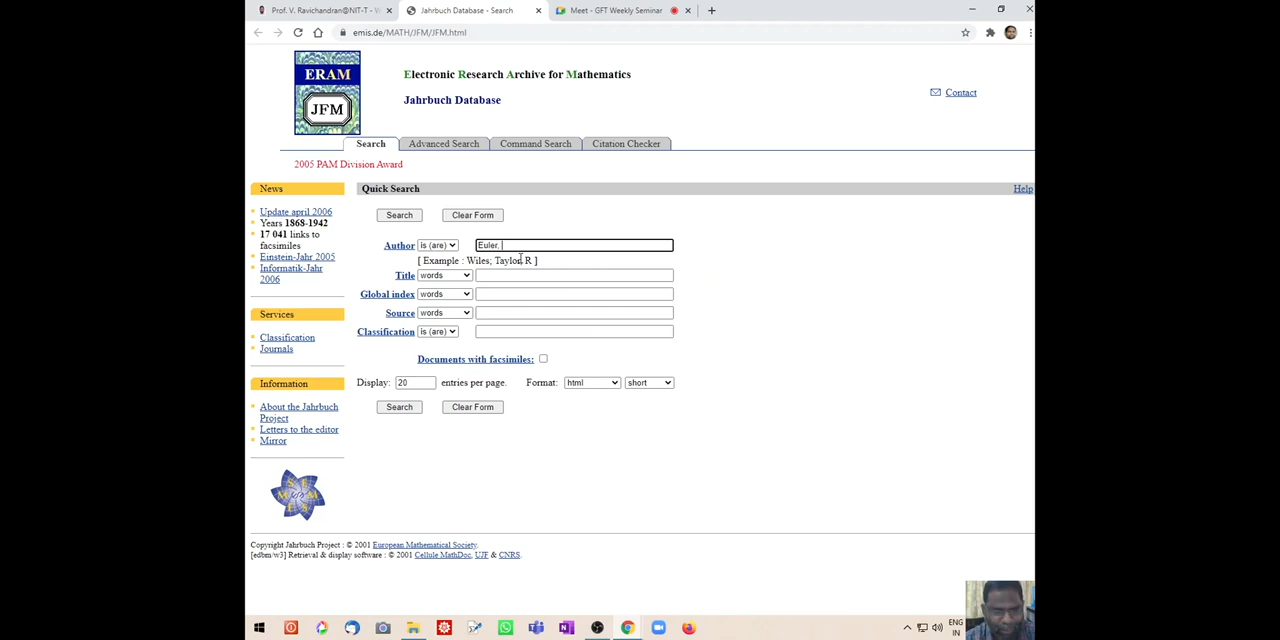 Prof. V. Ravichandran@NIT-T - V
Jahrbuch Database - Search
Meet - GFT Weekly Seminar
emis.de/MATH/JFM/JFM.html
ERAM
JFM
Electronic Research Archive for Mathematics
Jahrbuch Database
Contact
Search
Advanced Search
Command Search
Citation Checker
2005 PAM Division Award
News
Update april 2006
Years 1868-1942
17 041 links to
facsimiles
Einstein-Jahr 2005
Informatik-Jahr
2006
Services
Classification
Journals
Information
About the Jahrbuch
Project
Letters to the editor
Mirror
Quick Search
Help
Search Clear Form
Author is (are) Euler,
[ Example : Wiles; Taylor, R ]
Title words
Global index words
Source words
Classification is (are)
Documents with facsimiles:
Display: 20 entries per page. Format: html short
Search Clear Form
Copyright Jahrbuch Project : © 2001 European Mathematical Society.
[edbm/w3] Retrieval & display software : © 2001 Cellule MathDoc, UJF & CNRS.
ENG
IN